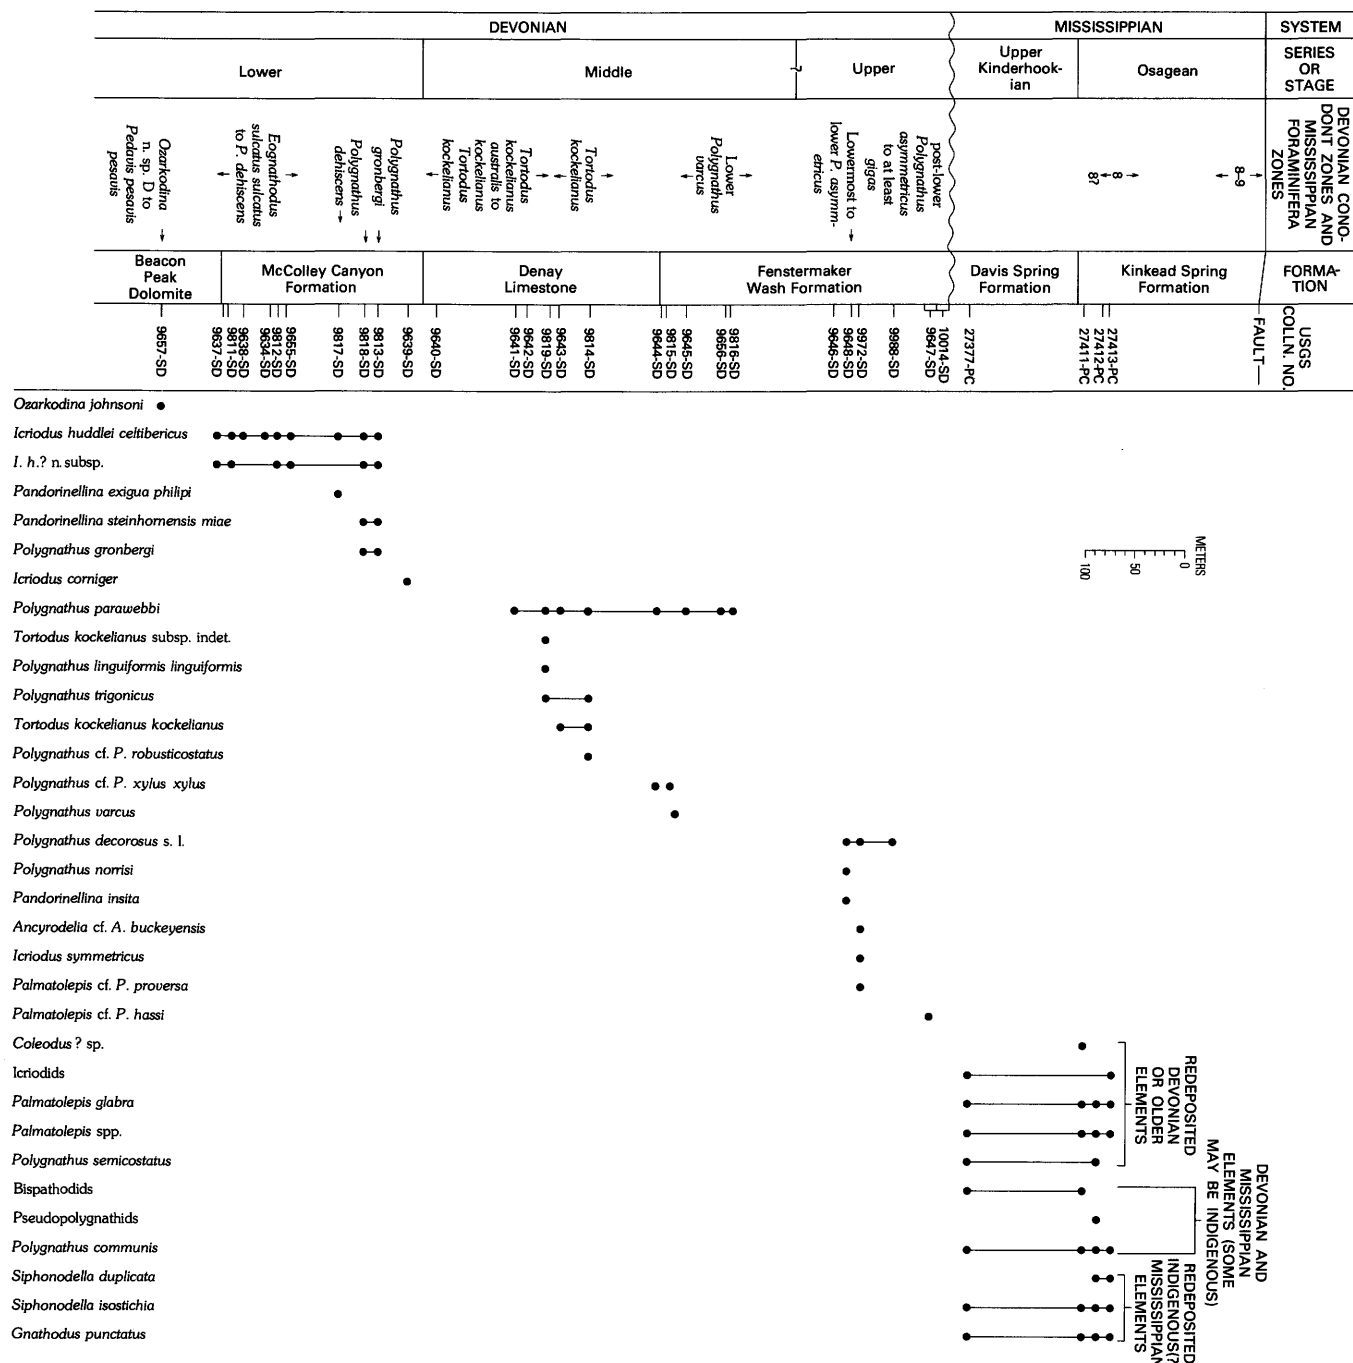 DEVONIAN
MISSISSIPPIAN
SYSTEM
Lower
Middle
Upper
Upper
Kinderhook-
ian
Osagean
SERIES
OR
STAGE
Ozarkodina
n. sp. D to
Pedavis pesavis
pesavis
Eognathodus
sulcatus sulcatus
to P. dehiscens
Polygnathus
dehiscens
Polygnathus
gronbergi
Tortodus
kockelianus
australis to
kockelianus
Tortodus
kockelianus
Tortodus
kockelianus
Lower
Polygnathus
varcus
Lowermost to
lower P. asymm-
etricus
post-lower
Polygnathus
asymmetricus
to at least
gigas
8?
8
8-9
DEVONIAN CONO-
DONT ZONES AND
MISSISSIPPIAN
FORAMINIFERA
ZONES
Beacon
Peak
Dolomite
McColley Canyon
Formation
Denay
Limestone
Fenstermaker
Wash Formation
Davis Spring
Formation
Kinkead Spring
Formation
FORMA-
TION
9657-SD
9637-SD
9811-SD
9638-SD
9634-SD
9812-SD
9655-SD
9817-SD
9818-SD
9813-SD
9639-SD
9640-SD
9641-SD
9642-SD
9819-SD
9643-SD
9814-SD
9644-SD
9815-SD
9645-SD
9656-SD
9816-SD
9646-SD
9648-SD
9972-SD
9988-SD
9647-SD
10014-SD
27377-PC
27411-PC
27412-PC
27413-PC
FAULT
USGS
COLLN. NO.
Ozarkodina johnsoni
Icriodus huddlei celtibericus
I. h.? n. subsp.
Pandorinellina exigua philipi
Pandorinellina steinhornensis miae
Polygnathus gronbergi
Icriodus corniger
Polygnathus parawebbi
Tortodus kockelianus subsp. indet.
Polygnathus linguiformis linguiformis
Polygnathus trigonicus
Tortodus kockelianus kockelianus
Polygnathus cf. P. robusticostatus
Polygnathus cf. P. xylus xylus
Polygnathus varcus
Polygnathus decorosus s. l.
Polygnathus norrisi
Pandorinellina insita
Ancyrodelia cf. A. buckeyensis
Icriodus symmetricus
Palmatolepis cf. P. proversa
Palmatolepis cf. P. hassi
Coleodus ? sp.
Icriodids
Palmatolepis glabra
Palmatolepis spp.
Polygnathus semicostatus
Bispathodids
Pseudopolygnathids
Polygnathus communis
Siphonodella duplicata
Siphonodella isostichia
Gnathodus punctatus
METERS
0
50
100
REDEPOSITED
DEVONIAN
OR OLDER
ELEMENTS
DEVONIAN AND
MISSISSIPPIAN
ELEMENTS (SOME
MAY BE INDIGENOUS)
REDEPOSITED
INDIGENOUS(?
MISSISSIPPIAN
ELEMENTS